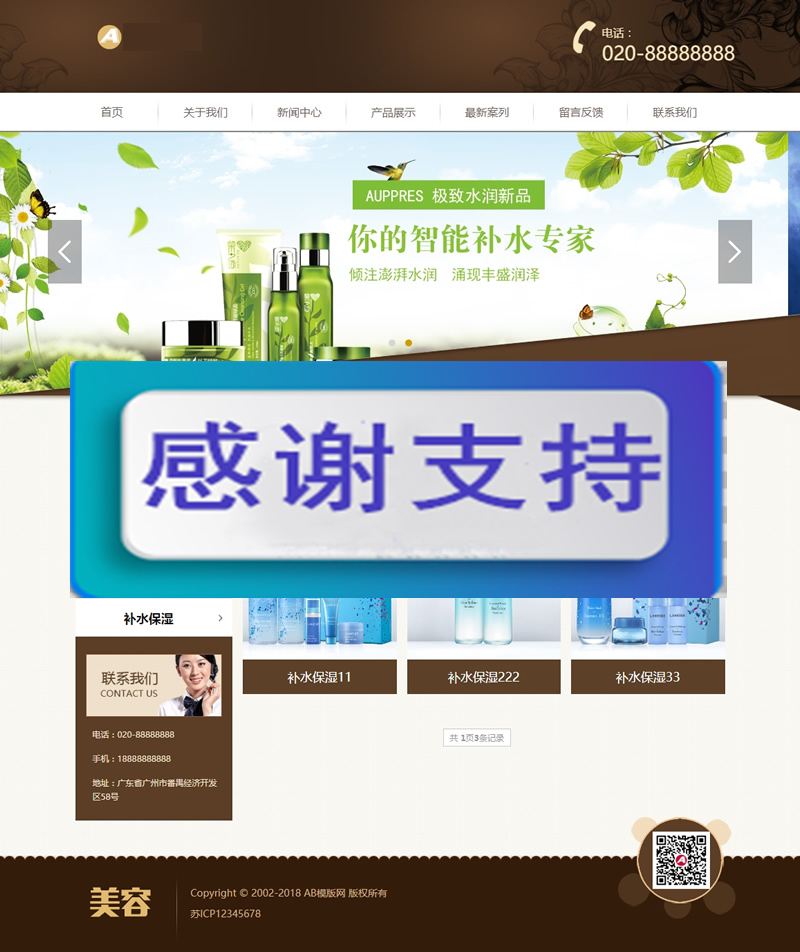 电话：
020-88888888
首页 关于我们 新闻中心 产品展示 最新案列 留言反馈 联系我们
AUPPRES 极致水润新品
你的智能补水专家
倾注澎湃水润 涌现丰盛润泽
感谢支持
补水保湿 >
补水保湿11 补水保湿222 补水保湿33
联系我们
CONTACT US
共 1页3条记录
电话：020-88888888
手机：18888888888
地址：广东省广州市番禺经济开发
区58号
美容
Copyright © 2002-2018 AB模版网 版权所有
苏ICP12345678